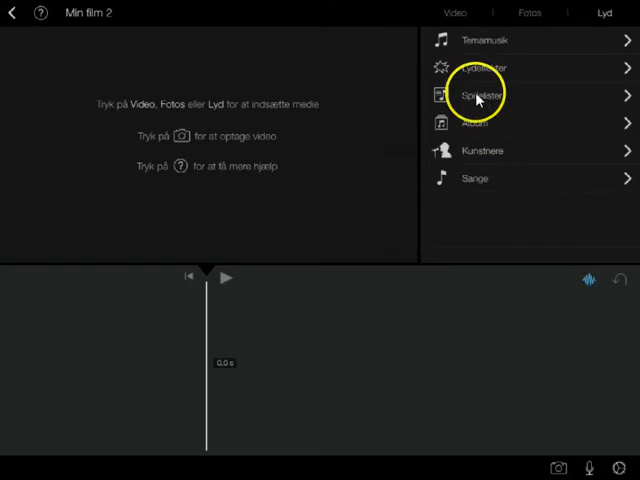 Min film 2
Video
Fotos
Lyd
Temamusik
Lydeffekter
Spillelister
Album
Kunstnere
Sange
Tryk på Video, Fotos eller Lyd for at indsætte medie
Tryk på for at optage video
Tryk på ? for at få mere hjælp
0,0 s